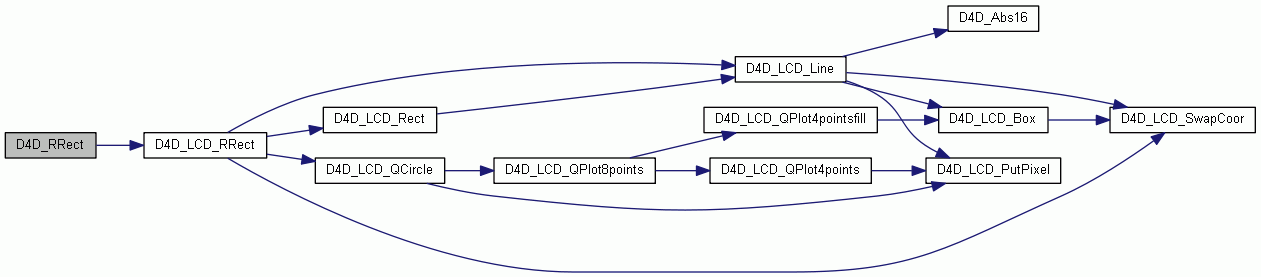 D4D_RRect
D4D_LCD_RRect
D4D_LCD_Rect
D4D_LCD_QCircle
D4D_LCD_QPlot8points
D4D_LCD_Line
D4D_LCD_QPlot4pointsfill
D4D_LCD_QPlot4points
D4D_Abs16
D4D_LCD_Box
D4D_LCD_PutPixel
D4D_LCD_SwapCoor